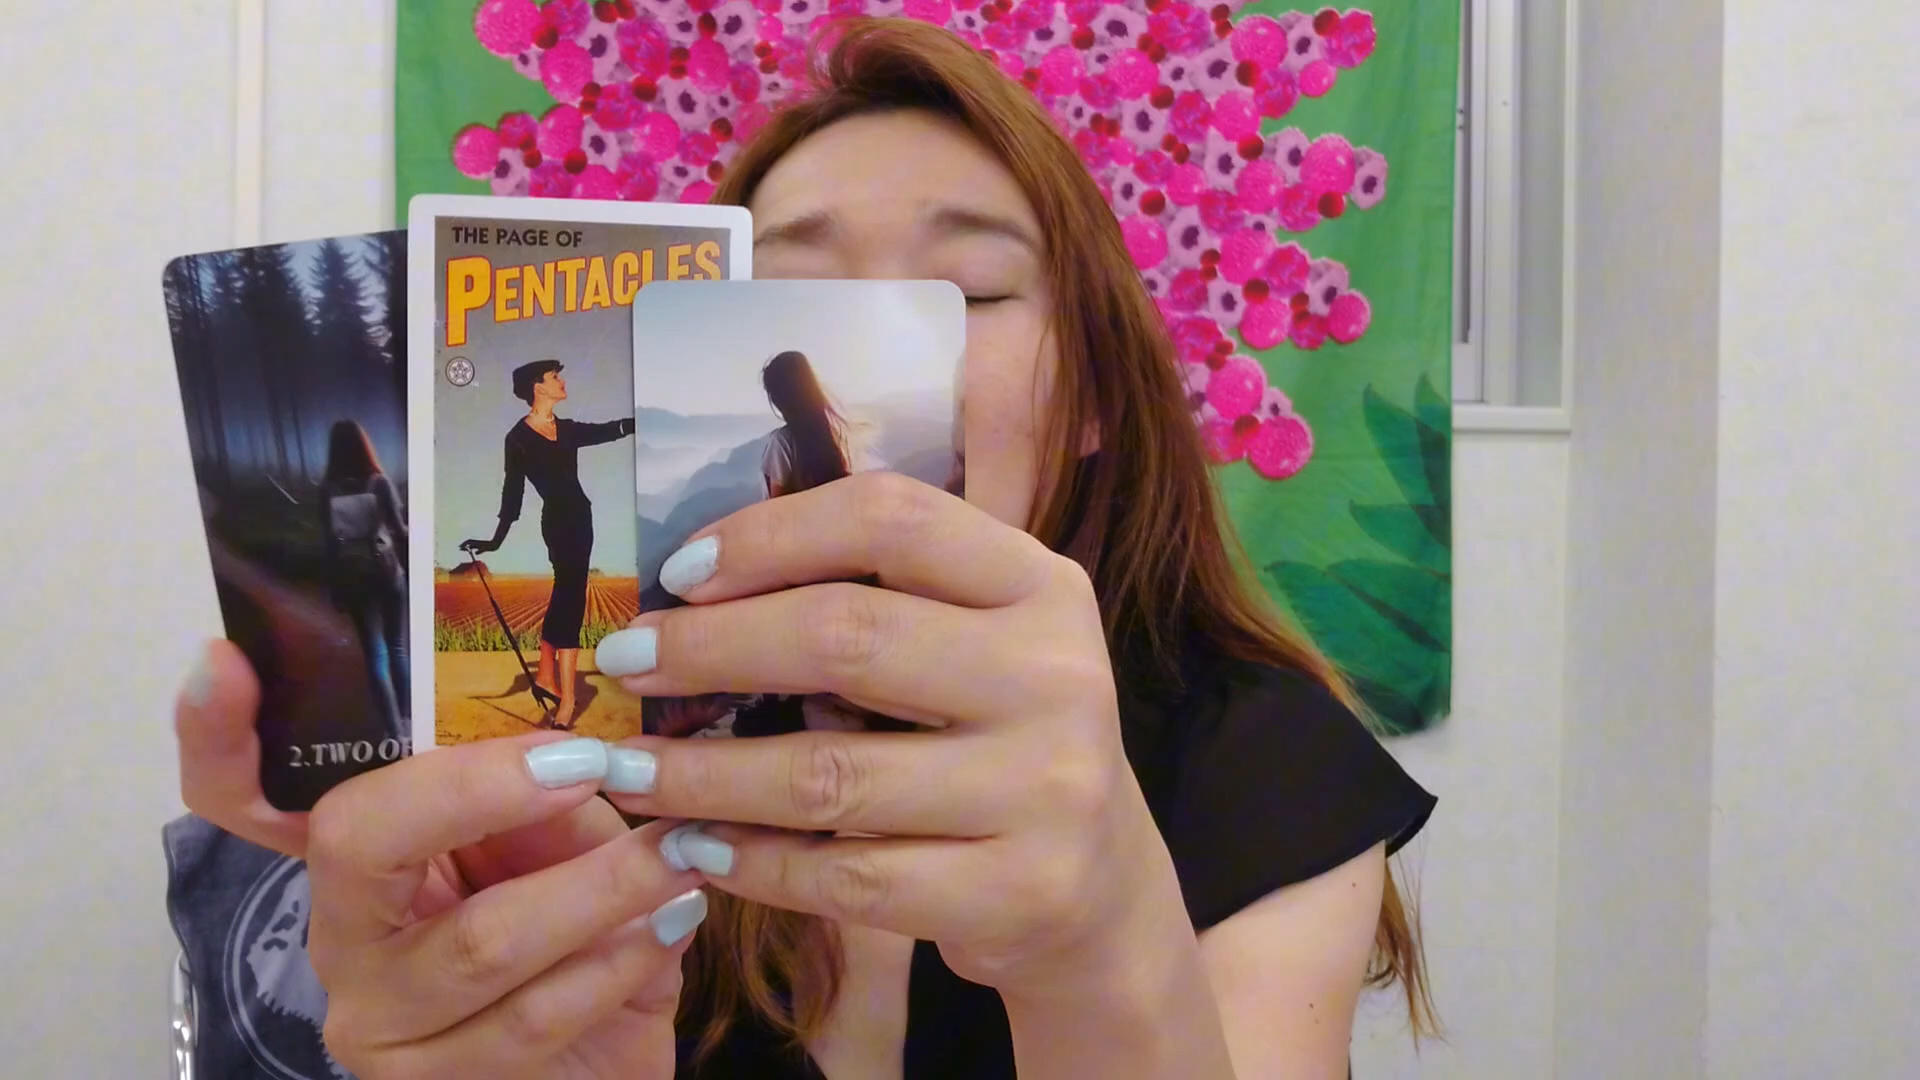 THE PAGE OF
PENTACLES
2. TWO OF